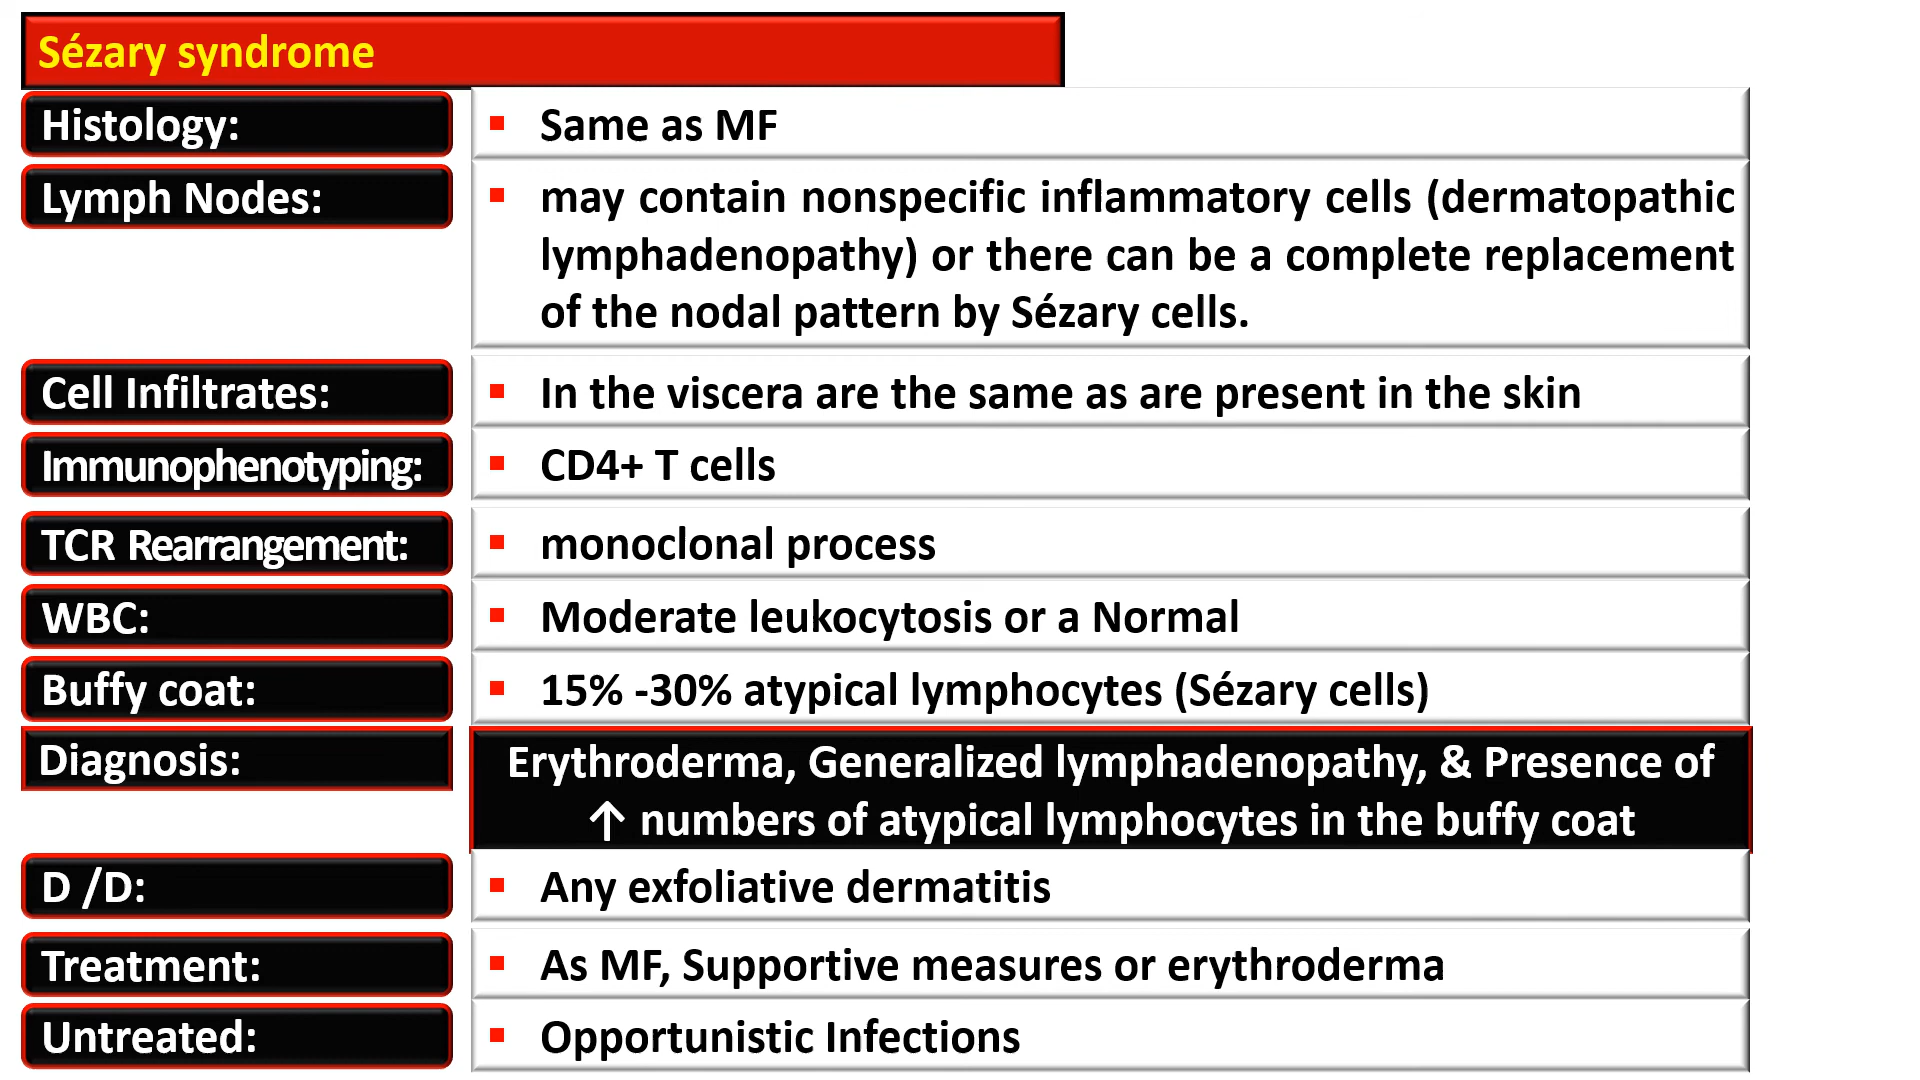 Sézary syndrome
Histology:
▪ Same as MF
Lymph Nodes:
▪ may contain nonspecific inflammatory cells (dermatopathic
lymphadenopathy) or there can be a complete replacement
of the nodal pattern by Sézary cells.
Cell Infiltrates:
▪ In the viscera are the same as are present in the skin
Immunophenotyping:
▪ CD4+ T cells
TCR Rearrangement:
▪ monoclonal process
WBC:
▪ Moderate leukocytosis or a Normal
Buffy coat:
▪ 15% -30% atypical lymphocytes (Sézary cells)
Diagnosis:
Erythroderma, Generalized lymphadenopathy, & Presence of
↑ numbers of atypical lymphocytes in the buffy coat
D /D:
▪ Any exfoliative dermatitis
Treatment:
▪ As MF, Supportive measures or erythroderma
Untreated:
▪ Opportunistic Infections